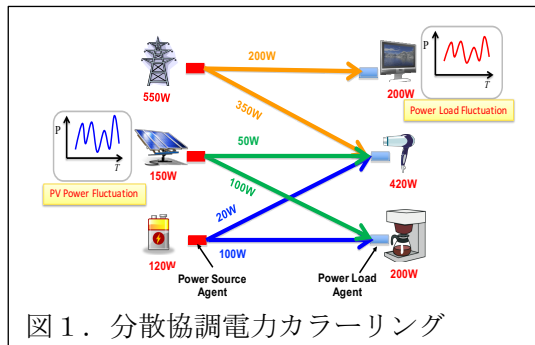 P
T
200W
550W
200W
Power Load Fluctuation
350W
P
T
PV Power Fluctuation
150W
50W
420W
100W
20W
120W
100W
200W
Power Source
Agent
Power Load
Agent
図１．分散協調電力カラーリング